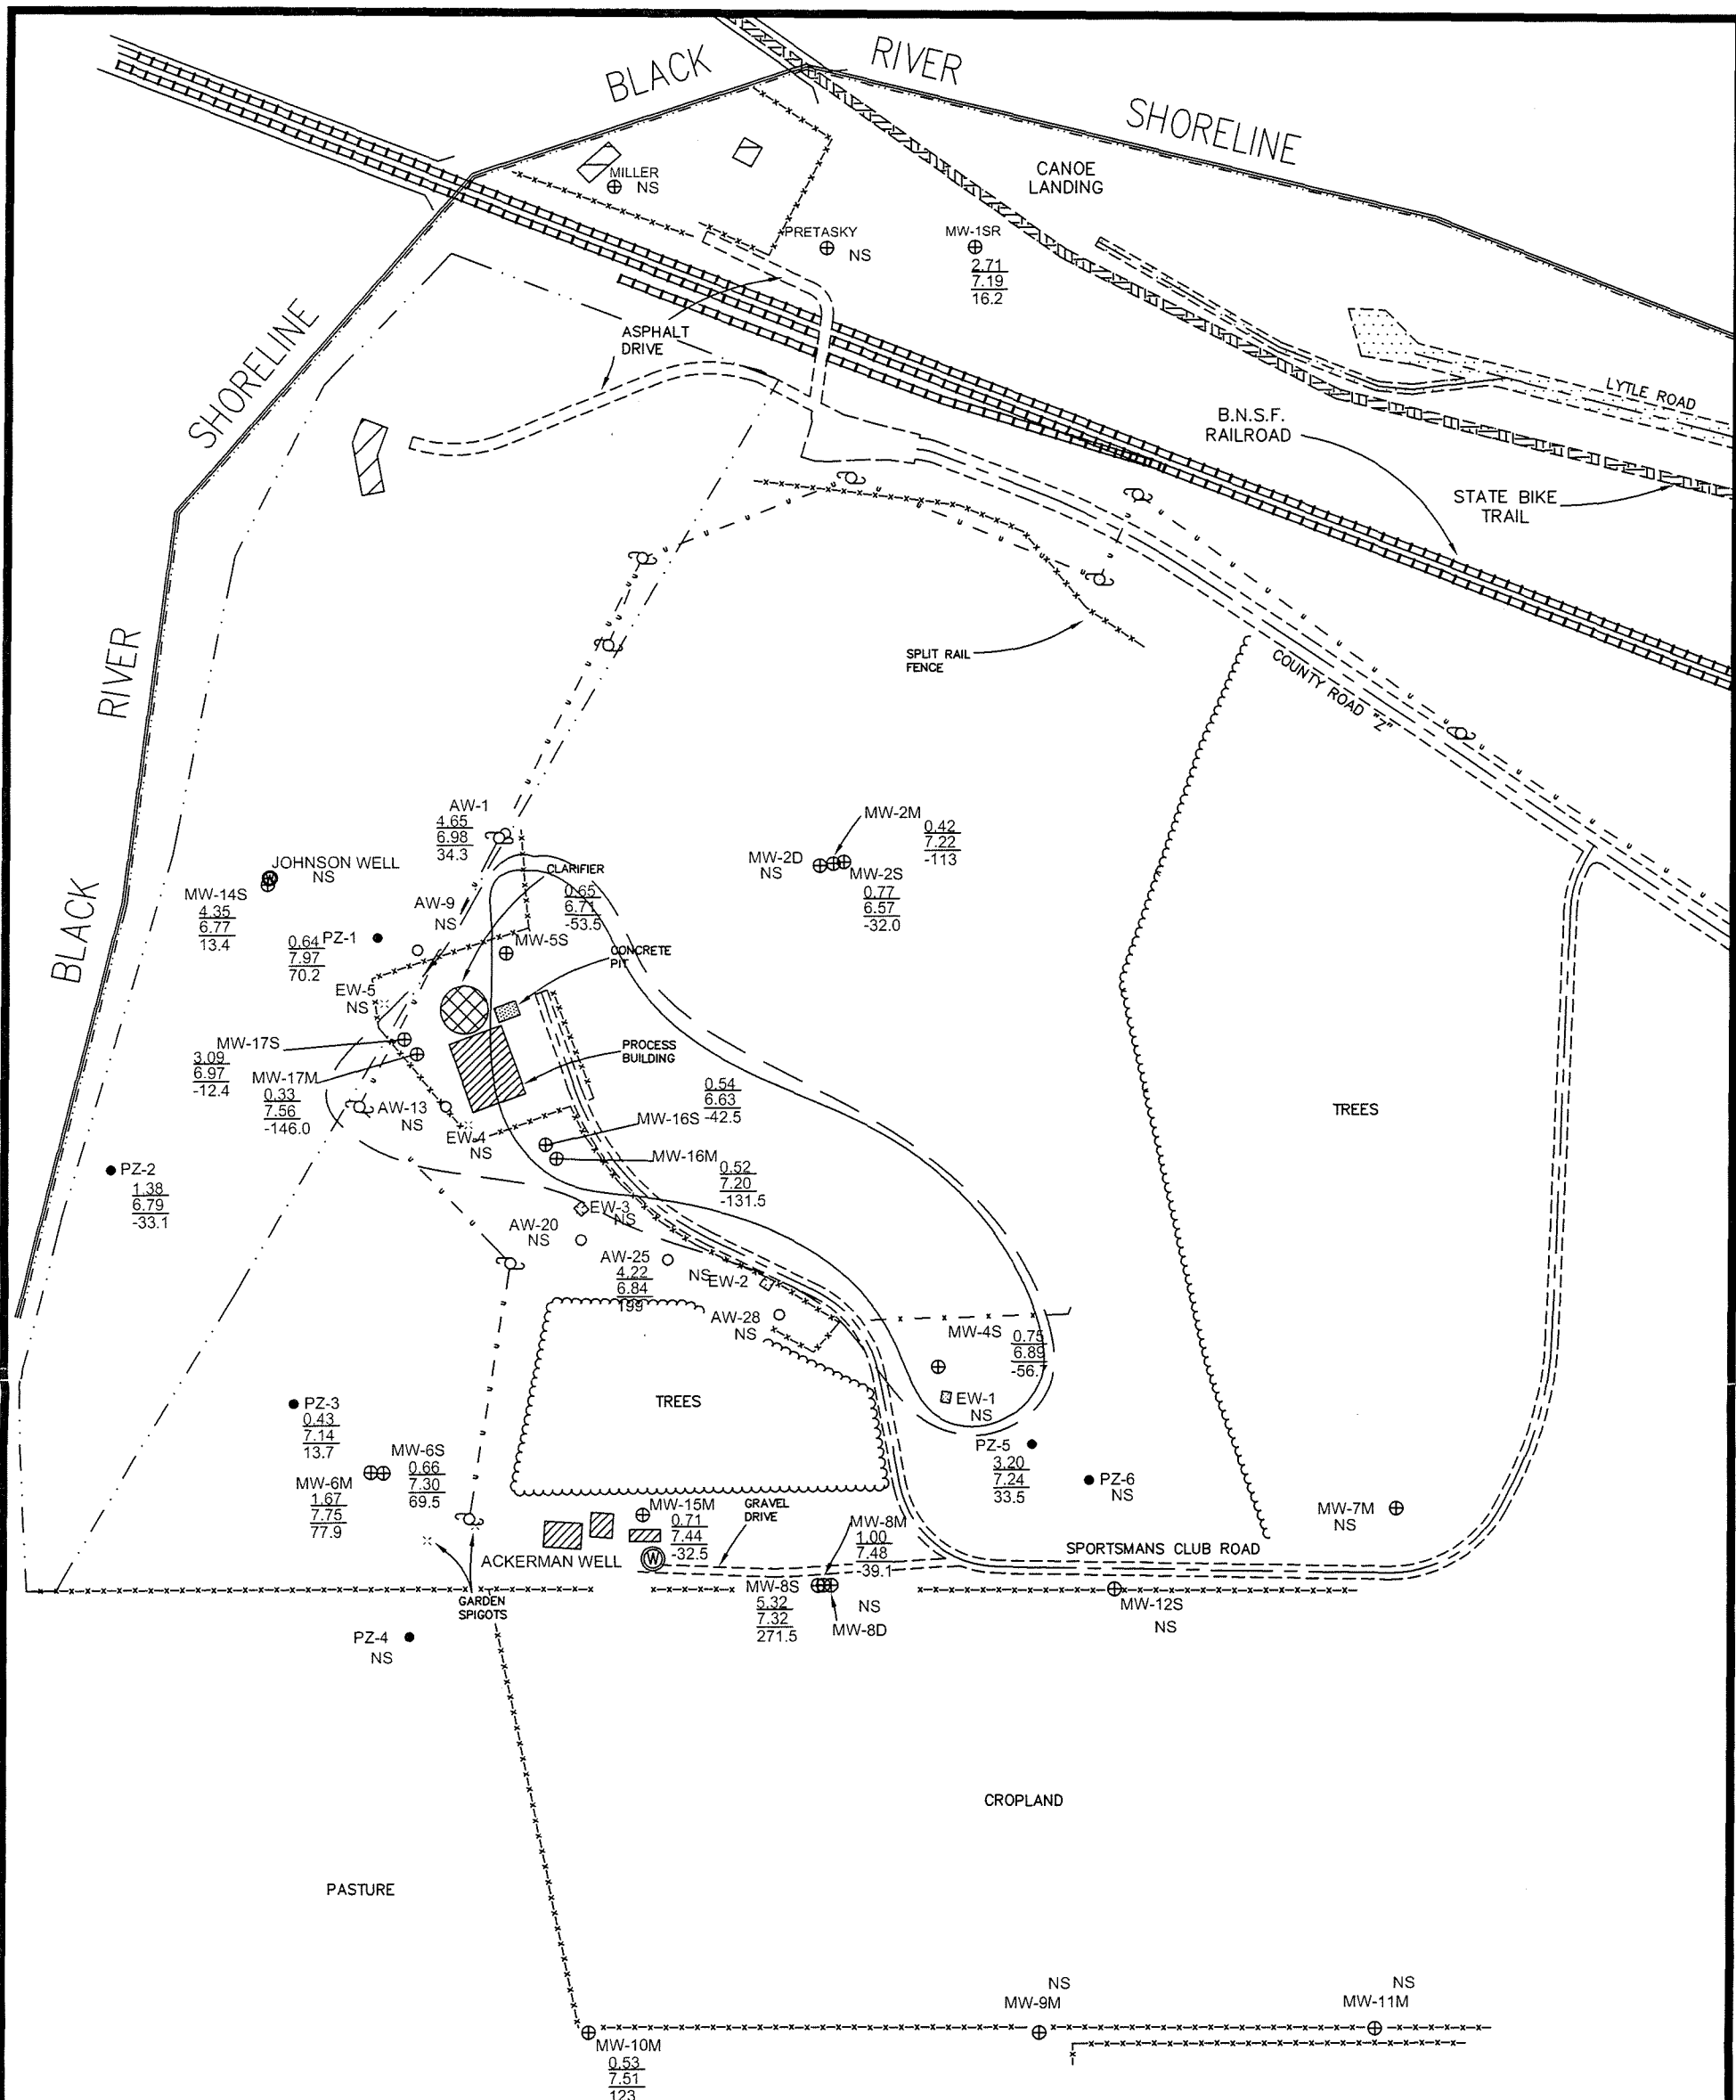 BLACK
RIVER
SHORELINE
CANOE
LANDING
MILLER
NS
PRETASKY
NS
MW-1SR
2.71
7.19
16.2
SHORELINE
ASPHALT
DRIVE
LYTLE ROAD
B.N.S.F.
RAILROAD
STATE BIKE
TRAIL
SPLIT RAIL
FENCE
COUNTY ROAD "Z"
RIVER
BLACK
AW-1
4.65
6.98
34.3
MW-2M
0.42
7.22
-113
MW-2D
NS
MW-2S
0.77
6.57
-32.0
JOHNSON WELL
NS
MW-14S
4.35
6.77
13.4
CLARIFIER
0.65
6.71
-53.5
AW-9
NS
MW-5S
PZ-1
0.64
7.97
70.2
CONCRETE
PIT
EW-5
NS
MW-17S
3.09
6.97
-12.4
MW-17M
0.33
7.56
-146.0
PROCESS
BUILDING
AW-13
NS
EW-4
NS
0.54
6.63
-42.5
MW-16S
MW-16M
0.52
7.20
-131.5
TREES
PZ-2
1.38
6.79
-33.1
EW-3
NS
AW-20
NS
AW-25
4.22
6.84
199
NS
EW-2
AW-28
NS
MW-4S
0.75
6.89
-56.7
EW-1
NS
TREES
PZ-3
0.43
7.14
13.7
MW-6S
0.66
7.30
69.5
MW-6M
1.67
7.75
77.9
PZ-5
3.20
7.24
33.5
PZ-6
NS
MW-7M
NS
MW-15M
0.71
7.44
-32.5
GRAVEL
DRIVE
MW-8M
1.00
7.48
-39.1
ACKERMAN WELL
W
SPORTSMANS CLUB ROAD
MW-8S
5.32
7.32
271.5
NS
MW-8D
MW-12S
NS
GARDEN
SPIGOTS
PZ-4
NS
CROPLAND
PASTURE
NS
MW-9M
NS
MW-11M
MW-10M
0.53
7.51
123